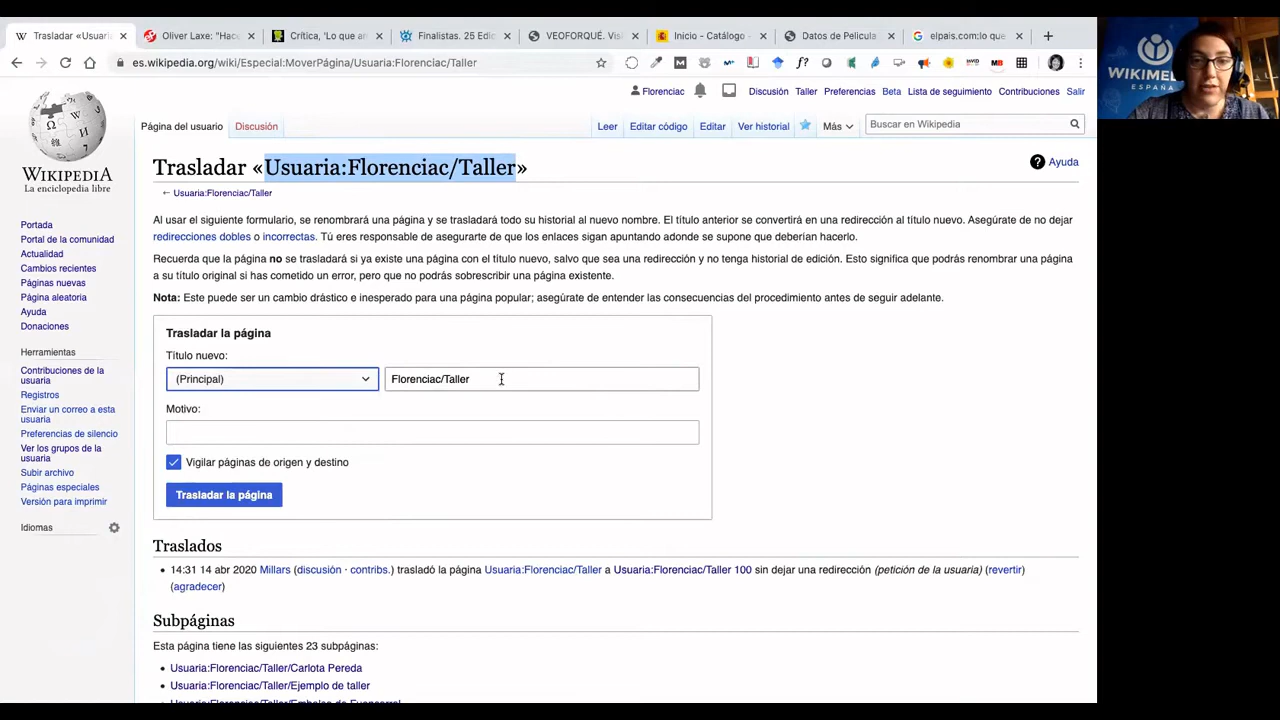 Trasladar «Usuari
Oliver Laxe: "Hace
Crítica, 'Lo que an
Finalistas. 25 Edic
VEOFORQUÉ. Visi
Inicio – Catálogo
Datos de Película
elpais.com:lo que
es.wikipedia.org/wiki/Especial:MoverPágina/Usuaria:Florenciac/Taller
WIKIMEDI
ESPAÑA
Florenciac
Discusión
Taller
Preferencias
Beta
Lista de seguimiento
Contribuciones
Salir
Página del usuario
Discusión
Leer
Editar código
Editar
Ver historial
Más
Buscar en Wikipedia
WIKIPEDIA
La enciclopedia libre
Trasladar «Usuaria:Florenciac/Taller»
Ayuda
← Usuaria:Florenciac/Taller
Al usar el siguiente formulario, se renombrará una página y se trasladará todo su historial al nuevo nombre. El título anterior se convertirá en una redirección al título nuevo. Asegúrate de no dejar
redirecciones dobles o incorrectas. Tú eres responsable de asegurarte de que los enlaces sigan apuntando adonde se supone que deberían hacerlo.
Recuerda que la página no se trasladará si ya existe una página con el título nuevo, salvo que sea una redirección y no tenga historial de edición. Esto significa que podrás renombrar una página
a su título original si has cometido un error, pero que no podrás sobrescribir una página existente.
Nota: Este puede ser un cambio drástico e inesperado para una página popular; asegúrate de entender las consecuencias del procedimiento antes de seguir adelante.
Portada
Portal de la comunidad
Actualidad
Cambios recientes
Páginas nuevas
Página aleatoria
Ayuda
Donaciones
Herramientas
Contribuciones de la
usuaria
Registros
Enviar un correo a esta
usuaria
Preferencias de silencio
Ver los grupos de la
usuaria
Subir archivo
Páginas especiales
Versión para imprimir
Idiomas
Trasladar la página
Título nuevo:
(Principal)
Florenciac/Taller
Motivo:
Vigilar páginas de origen y destino
Trasladar la página
Traslados
• 14:31 14 abr 2020 Millars (discusión · contribs.) trasladó la página Usuaria:Florenciac/Taller a Usuaria:Florenciac/Taller 100 sin dejar una redirección (petición de la usuaria) (revertir)
(agradecer)
Subpáginas
Esta página tiene las siguientes 23 subpáginas:
• Usuaria:Florenciac/Taller/Carlota Pereda
• Usuaria:Florenciac/Taller/Ejemplo de taller